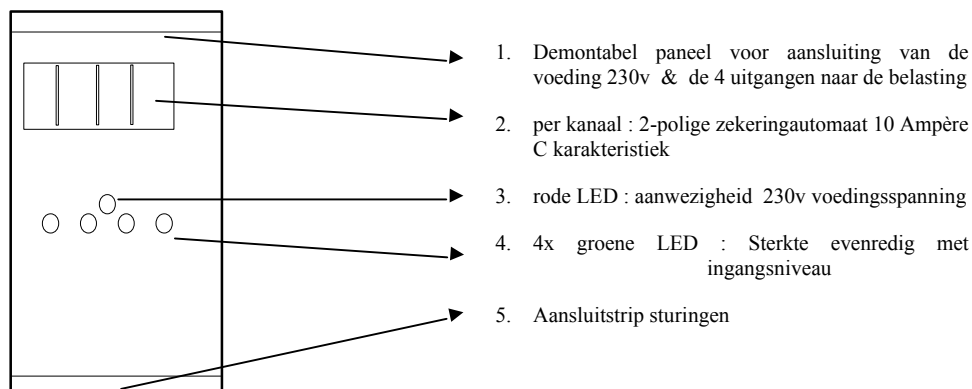 1. Demontabel paneel voor aansluiting van de
voeding 230v & de 4 uitgangen naar de belasting
2. per kanaal : 2-polige zekeringautomaat 10 Ampère
C karakteristiek
3. rode LED : aanwezigheid 230v voedingsspanning
4. 4x groene LED : Sterkte evenredig met
ingangsniveau
5. Aansluitstrip sturingen